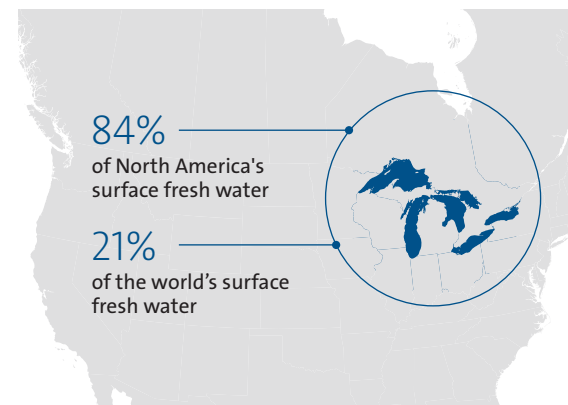 84%
of North America's
surface fresh water
21%
of the world’s surface
fresh water